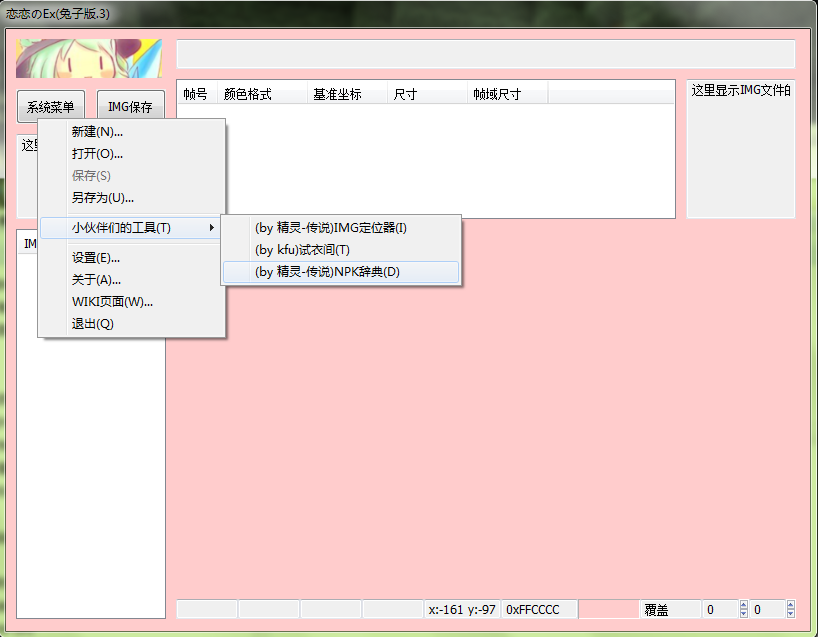 恋恋のEx(兔子版.3)
系统菜单
IMG保存
帧号 颜色格式 基准坐标 尺寸 帧域尺寸
这里显示IMG文件的
这里
新建(N)...
打开(O)...
保存(S)
另存为(U)...
小伙伴们的工具(T)
设置(E)...
关于(A)...
WIKI页面(W)...
退出(Q)
(by 精灵-传说)IMG定位器(I)
(by kfu)试衣间(T)
(by 精灵-传说)NPK辞典(D)
IM
x:-161 y:-97 0xFFCCCC 覆盖 0 0